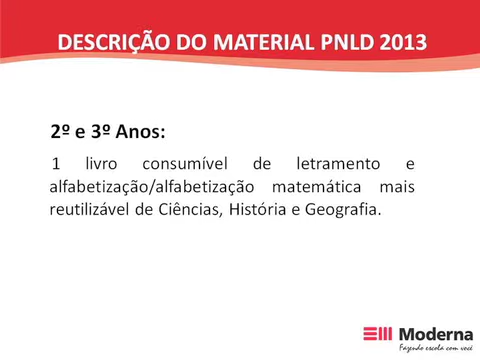 DESCRIÇÃO DO MATERIAL PNLD 2013
2º e 3º Anos:
1 livro consumível de letramento e
alfabetização/alfabetização matemática mais
reutilizável de Ciências, História e Geografia.
Moderna
Fazendo escola com você